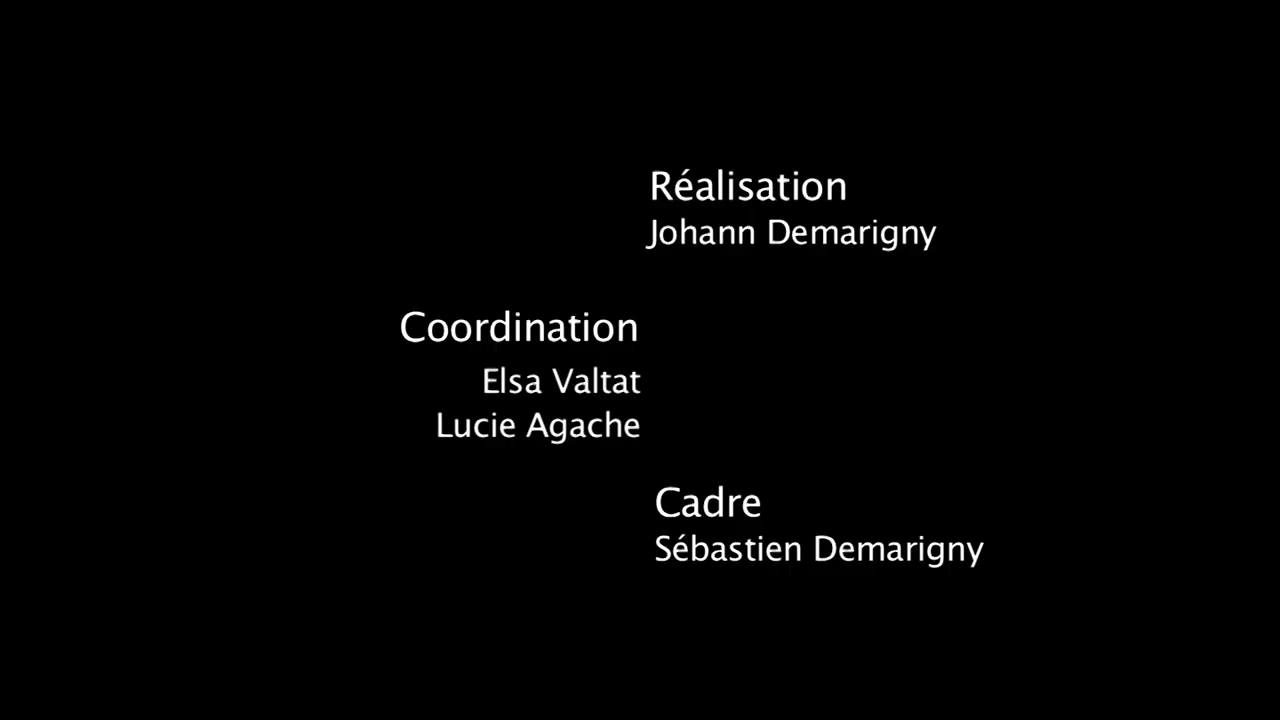 Réalisation
Johann Demarigny
Coordination
Elsa Valtat
Lucie Agache
Cadre
Sébastien Demarigny